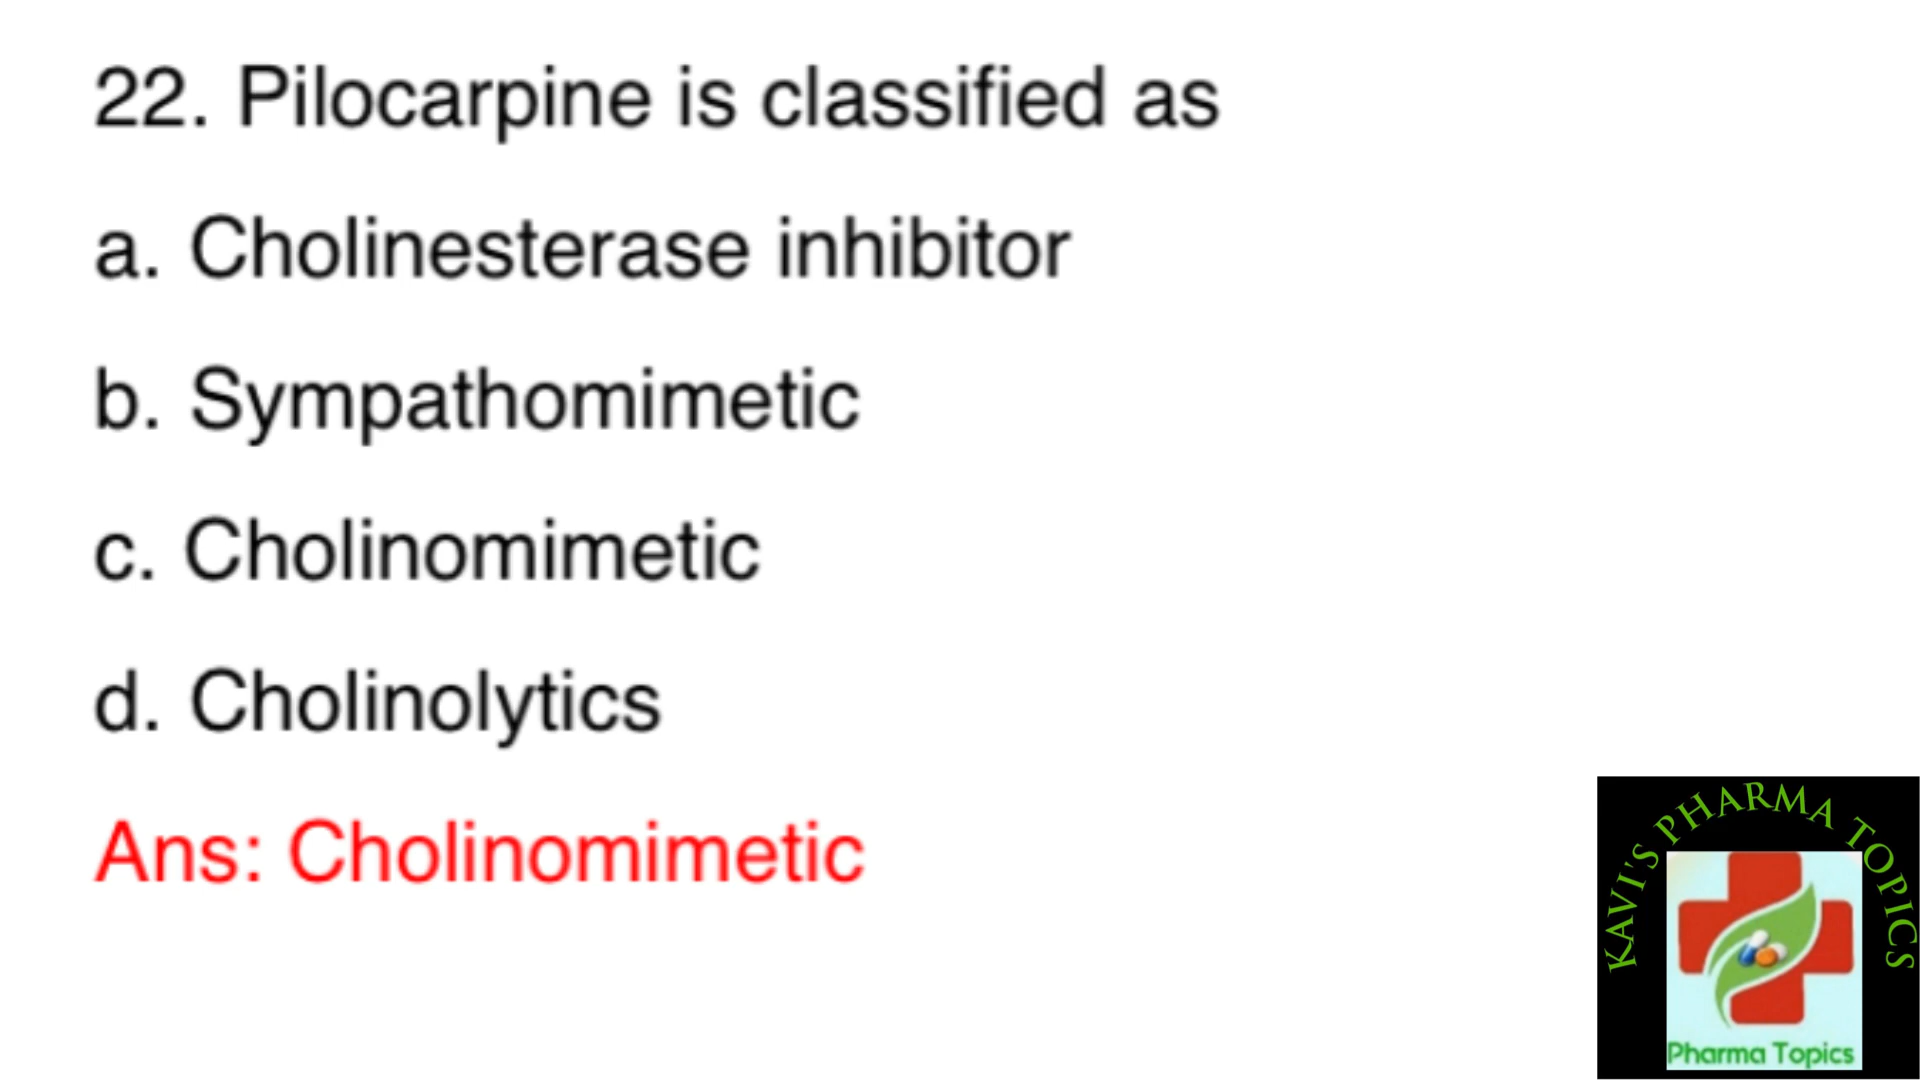 22. Pilocarpine is classified as
a. Cholinesterase inhibitor
b. Sympathomimetic
c. Cholinomimetic
d. Cholinolytics
Ans: Cholinomimetic
KAVI'S PHARMA TOPICS
Pharma Topics